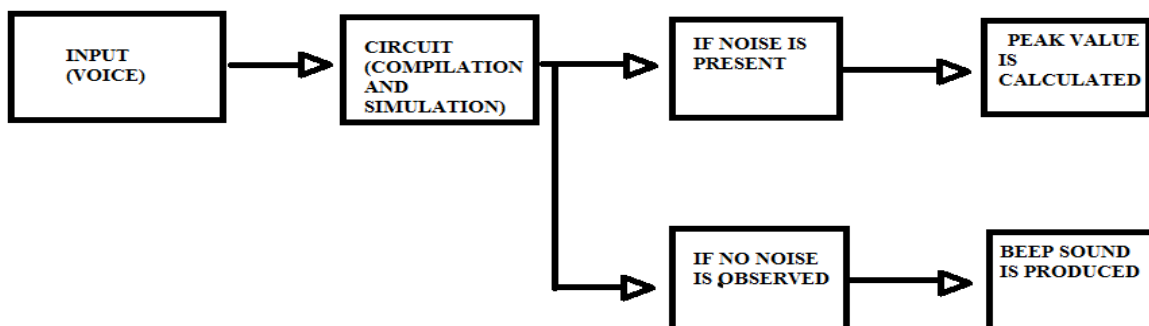 INPUT
(VOICE)
CIRCUIT
(COMPILATION
AND
SIMULATION)
IF NOISE IS
PRESENT
PEAK VALUE
IS
CALCULATED
IF NO NOISE
IS OBSERVED
BEEP SOUND
IS PRODUCED